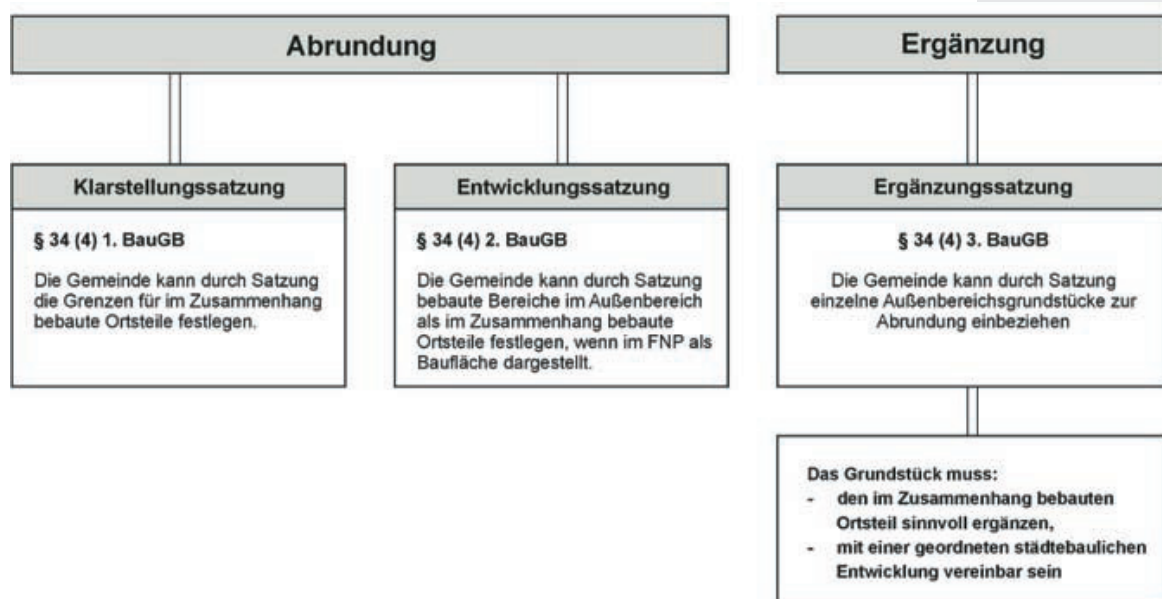 Abrundung
Ergänzung
Klarstellungssatzung
§ 34 (4) 1. BauGB
Die Gemeinde kann durch Satzung
die Grenzen für im Zusammenhang
bebaute Ortsteile festlegen.
Entwicklungssatzung
§ 34 (4) 2. BauGB
Die Gemeinde kann durch Satzung
bebaute Bereiche im Außenbereich
als im Zusammenhang bebaute
Ortsteile festlegen, wenn im FNP als
Baufläche dargestellt.
Ergänzungssatzung
§ 34 (4) 3. BauGB
Die Gemeinde kann durch Satzung
einzelne Außenbereichsgrundstücke zur
Abrundung einbeziehen
Das Grundstück muss:
- den im Zusammenhang bebauten
Ortsteil sinnvoll ergänzen,
- mit einer geordneten städtebaulichen
Entwicklung vereinbar sein